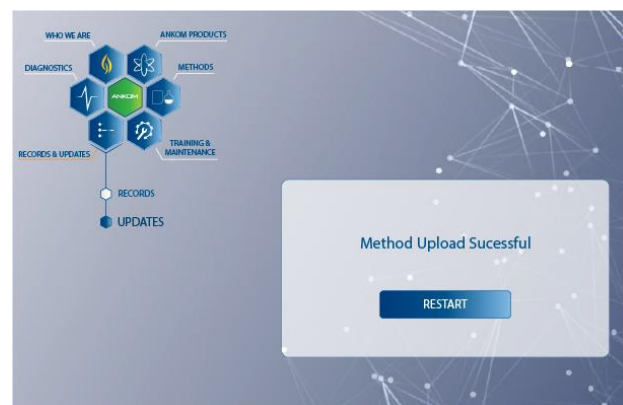 WHO WE ARE
ANKOM PRODUCTS
DIAGNOSTICS
METHODS
ANKOM
RECORDS & UPDATES
TRAINING &
MAINTENANCE
RECORDS
UPDATES
Method Upload Sucessful
RESTART